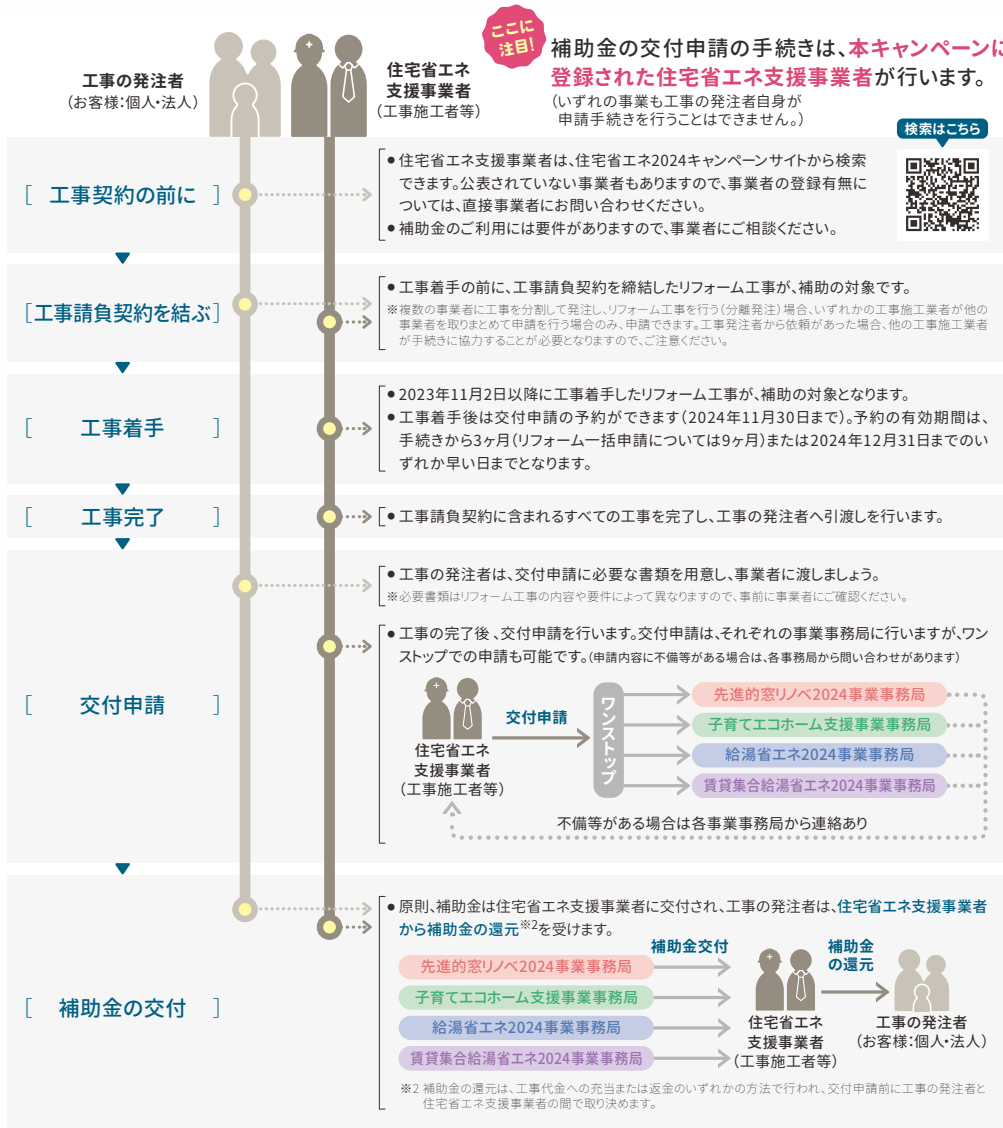 ここに
注目!
補助金の交付申請の手続きは、本キャンペーンに
登録された住宅省エネ支援事業者が行います。
(いずれの事業も工事の発注者自身が
申請手続きを行うことはできません。)
工事の発注者
(お客様:個人・法人)
住宅省エネ
支援事業者
(工事施工者等)
検索はこちら
[ 工事契約の前に ]
●住宅省エネ支援事業者は、住宅省エネ2024キャンペーンサイトから検索
できます。公表されていない事業者もありますので、事業者の登録有無に
ついては、直接事業者にお問い合わせください。
●補助金のご利用には要件がありますので、事業者にご相談ください。
[工事請負契約を結ぶ]
●工事着手の前に、工事請負契約を締結したリフォーム工事が、補助の対象です。
※複数の事業者に工事を分割して発注し、リフォーム工事を行う(分離発注)場合、いずれかの工事施工業者が他の
事業者を取りまとめて申請を行う場合のみ、申請できます。工事発注者から依頼があった場合、他の工事施工業者
が手続きに協力することが必要となりますので、ご注意ください。
[ 工事着手 ]
●2023年11月2日以降に工事着手したリフォーム工事が、補助の対象となります。
●工事着手後は交付申請の予約ができます(2024年11月30日まで)。予約の有効期間は、
手続きから3ヶ月(リフォーム一括申請については9ヶ月)または2024年12月31日までのい
ずれか早い日までとなります。
[ 工事完了 ]
●工事請負契約に含まれるすべての工事を完了し、工事の発注者へ引渡しを行います。
[ 交付申請 ]
●工事の発注者は、交付申請に必要な書類を用意し、事業者に渡しましょう。
※必要書類はリフォーム工事の内容や要件によって異なりますので、事前に事業者にご確認ください。
●工事の完了後、交付申請を行います。交付申請は、それぞれの事業事務局に行いますが、ワン
ストップでの申請も可能です。(申請内容に不備等がある場合は、各事務局から問い合わせがあります)
住宅省エネ
支援事業者
(工事施工者等)
交付申請
ワンストップ
先進的窓リノベ2024事業事務局
子育てエコホーム支援事業事務局
給湯省エネ2024事業事務局
賃貸集合給湯省エネ2024事業事務局
不備等がある場合は各事業事務局から連絡あり
[ 補助金の交付 ]
●原則、補助金は住宅省エネ支援事業者に交付され、工事の発注者は、住宅省エネ支援事業者
から補助金の還元※2を受けます。
先進的窓リノベ2024事業事務局
子育てエコホーム支援事業事務局
給湯省エネ2024事業事務局
賃貸集合給湯省エネ2024事業事務局
補助金交付
住宅省エネ
支援事業者
(工事施工者等)
補助金
の還元
工事の発注者
(お客様:個人・法人)
※2 補助金の還元は、工事代金への充当または返金のいずれかの方法で行われ、交付申請前に工事の発注者と
住宅省エネ支援事業者の間で取り決めます。